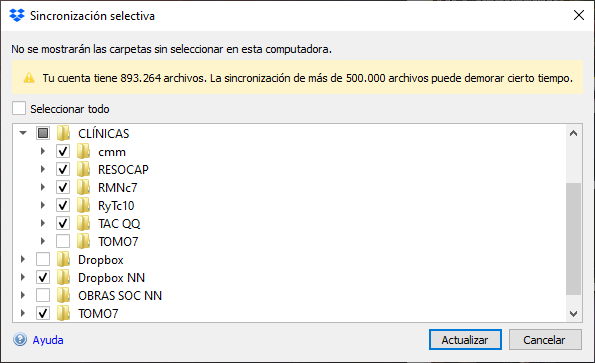 Sincronización selectiva
No se mostrarán las carpetas sin seleccionar en esta computadora.
Tu cuenta tiene 893.264 archivos. La sincronización de más de 500.000 archivos puede demorar cierto tiempo.
Seleccionar todo
CLÍNICAS
cmm
RESOCAP
RMNc7
RyTc10
TAC QQ
TOMO7
Dropbox
Dropbox NN
OBRAS SOC NN
TOMO7
Ayuda
Actualizar
Cancelar